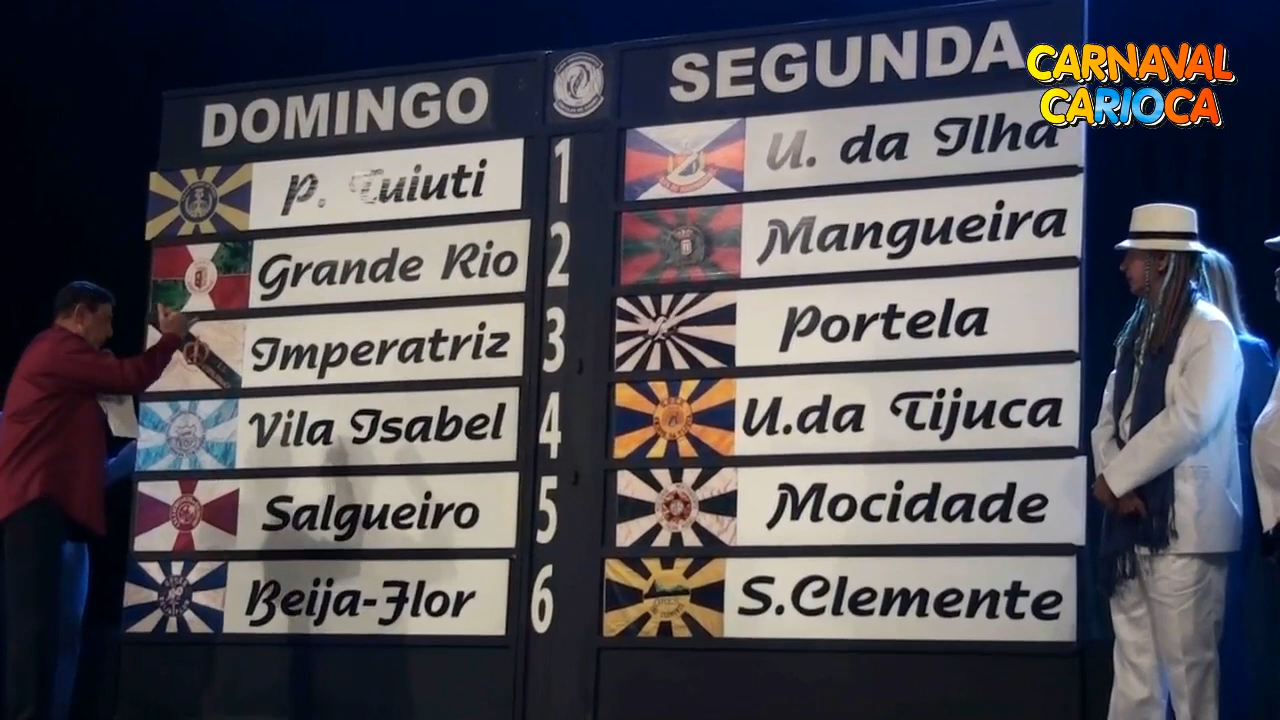 CARNAVAL
CARIOCA
DOMINGO
SEGUNDA
P. Tuiuti
1
U. da Ilha
Grande Rio
2
Mangueira
Imperatriz
3
Portela
Vila Isabel
4
U.da Tijuca
Salgueiro
5
Mocidade
Beija-Flor
6
S.Clemente